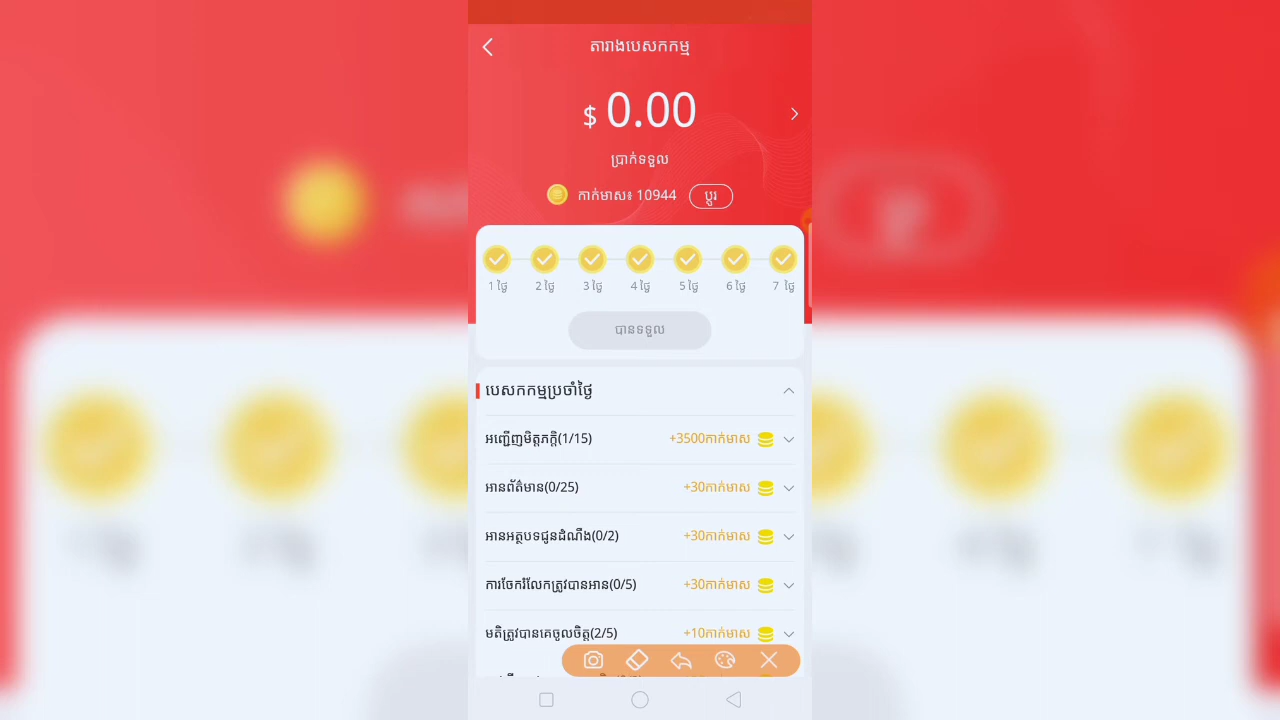 តារាងបេសកកម្ម
$ 0.00
ប្រាក់ទទួល
កាក់មាស៖ 10944 ប្តូរ
1 ថ្ងៃ 2 ថ្ងៃ 3 ថ្ងៃ 4 ថ្ងៃ 5 ថ្ងៃ 6 ថ្ងៃ 7 ថ្ងៃ
បានទទួល
បេសកកម្មប្រចាំថ្ងៃ
អញ្ជើញមិត្តភក្តិ(1/15) +3500កាក់មាស
អានព័ត៌មាន(0/25) +30កាក់មាស
អានអត្ថបទជូនដំណឹង(0/2) +30កាក់មាស
ការចែករំលែកត្រូវបានអាន(0/5) +30កាក់មាស
មតិត្រូវបានគេចូលចិត្ត(2/5) +10កាក់មាស